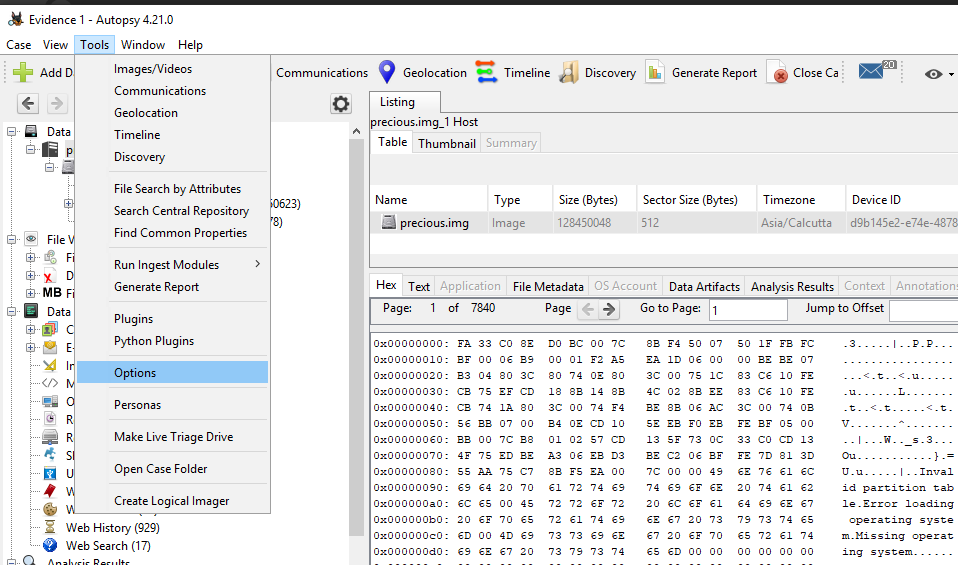 Evidence 1 - Autopsy 4.21.0
Case View Tools Window Help
Add Communications Geolocation Timeline Discovery Generate Report Close Ca 20
Images/Videos
Communications
Geolocation
Timeline
Discovery
File Search by Attributes
Search Central Repository
Find Common Properties
Run Ingest Modules
Generate Report
Plugins
Python Plugins
Options
Personas
Make Live Triage Drive
Open Case Folder
Create Logical Imager
Data
60623)
78)
File
MB
Data
Web History (929)
Web Search (17)
Analysis Results
Listing
precious.img_1 Host
Table Thumbnail Summary
Name Type Size (Bytes) Sector Size (Bytes) Timezone Device ID
precious.img Image 128450048 512 Asia/Calcutta d9b145e2-e74e-4878
Hex Text Application File Metadata OS Account Data Artifacts Analysis Results Context Annotations
Page: 1 of 7840 Page Go to Page: 1 Jump to Offset
0x00000000: FA 33 C0 8E D0 BC 00 7C 8B F4 50 07 50 1F FB FC .3.....|..P.P...
0x00000010: BF 00 06 B9 00 01 F2 A5 EA 1D 06 00 00 BE BE 07 ................
0x00000020: B3 04 80 3C 80 74 0E 80 3C 00 75 1C 83 C6 10 FE ...<.t..<.u.....
0x00000030: CB 75 EF CD 18 8B 14 8B 4C 02 8B EE 83 C6 10 FE .u......L.......
0x00000040: CB 74 1A 80 3C 00 74 F4 BE 8B 06 AC 3C 00 74 0B .t..<.t.....<.t.
0x00000050: 56 BB 07 00 B4 0E CD 10 5E EB F0 EB FE BF 05 00 V.......^.......
0x00000060: BB 00 7C B8 01 02 57 CD 13 5F 73 0C 33 C0 CD 13 ..|...W.._s.3...
0x00000070: 4F 75 ED BE A3 06 EB D3 BE C2 06 BF FE 7D 81 3D Ou...........}.=
0x00000080: 55 AA 75 C7 8B F5 EA 00 7C 00 00 49 6E 76 61 6C U.u.....|..Inval
0x00000090: 69 64 20 70 61 72 74 69 74 69 6F 6E 20 74 61 62 id partition tab
0x000000a0: 6C 65 00 45 72 72 6F 72 20 6C 6F 61 64 69 6E 67 le.Error loading
0x000000b0: 20 6F 70 65 72 61 74 69 6E 67 20 73 79 73 74 65 operating syste
0x000000c0: 6D 00 4D 69 73 73 69 6E 67 20 6F 70 65 72 61 74 m.Missing operat
0x000000d0: 69 6E 67 20 73 79 73 74 65 6D 00 00 00 00 00 00 ing system......